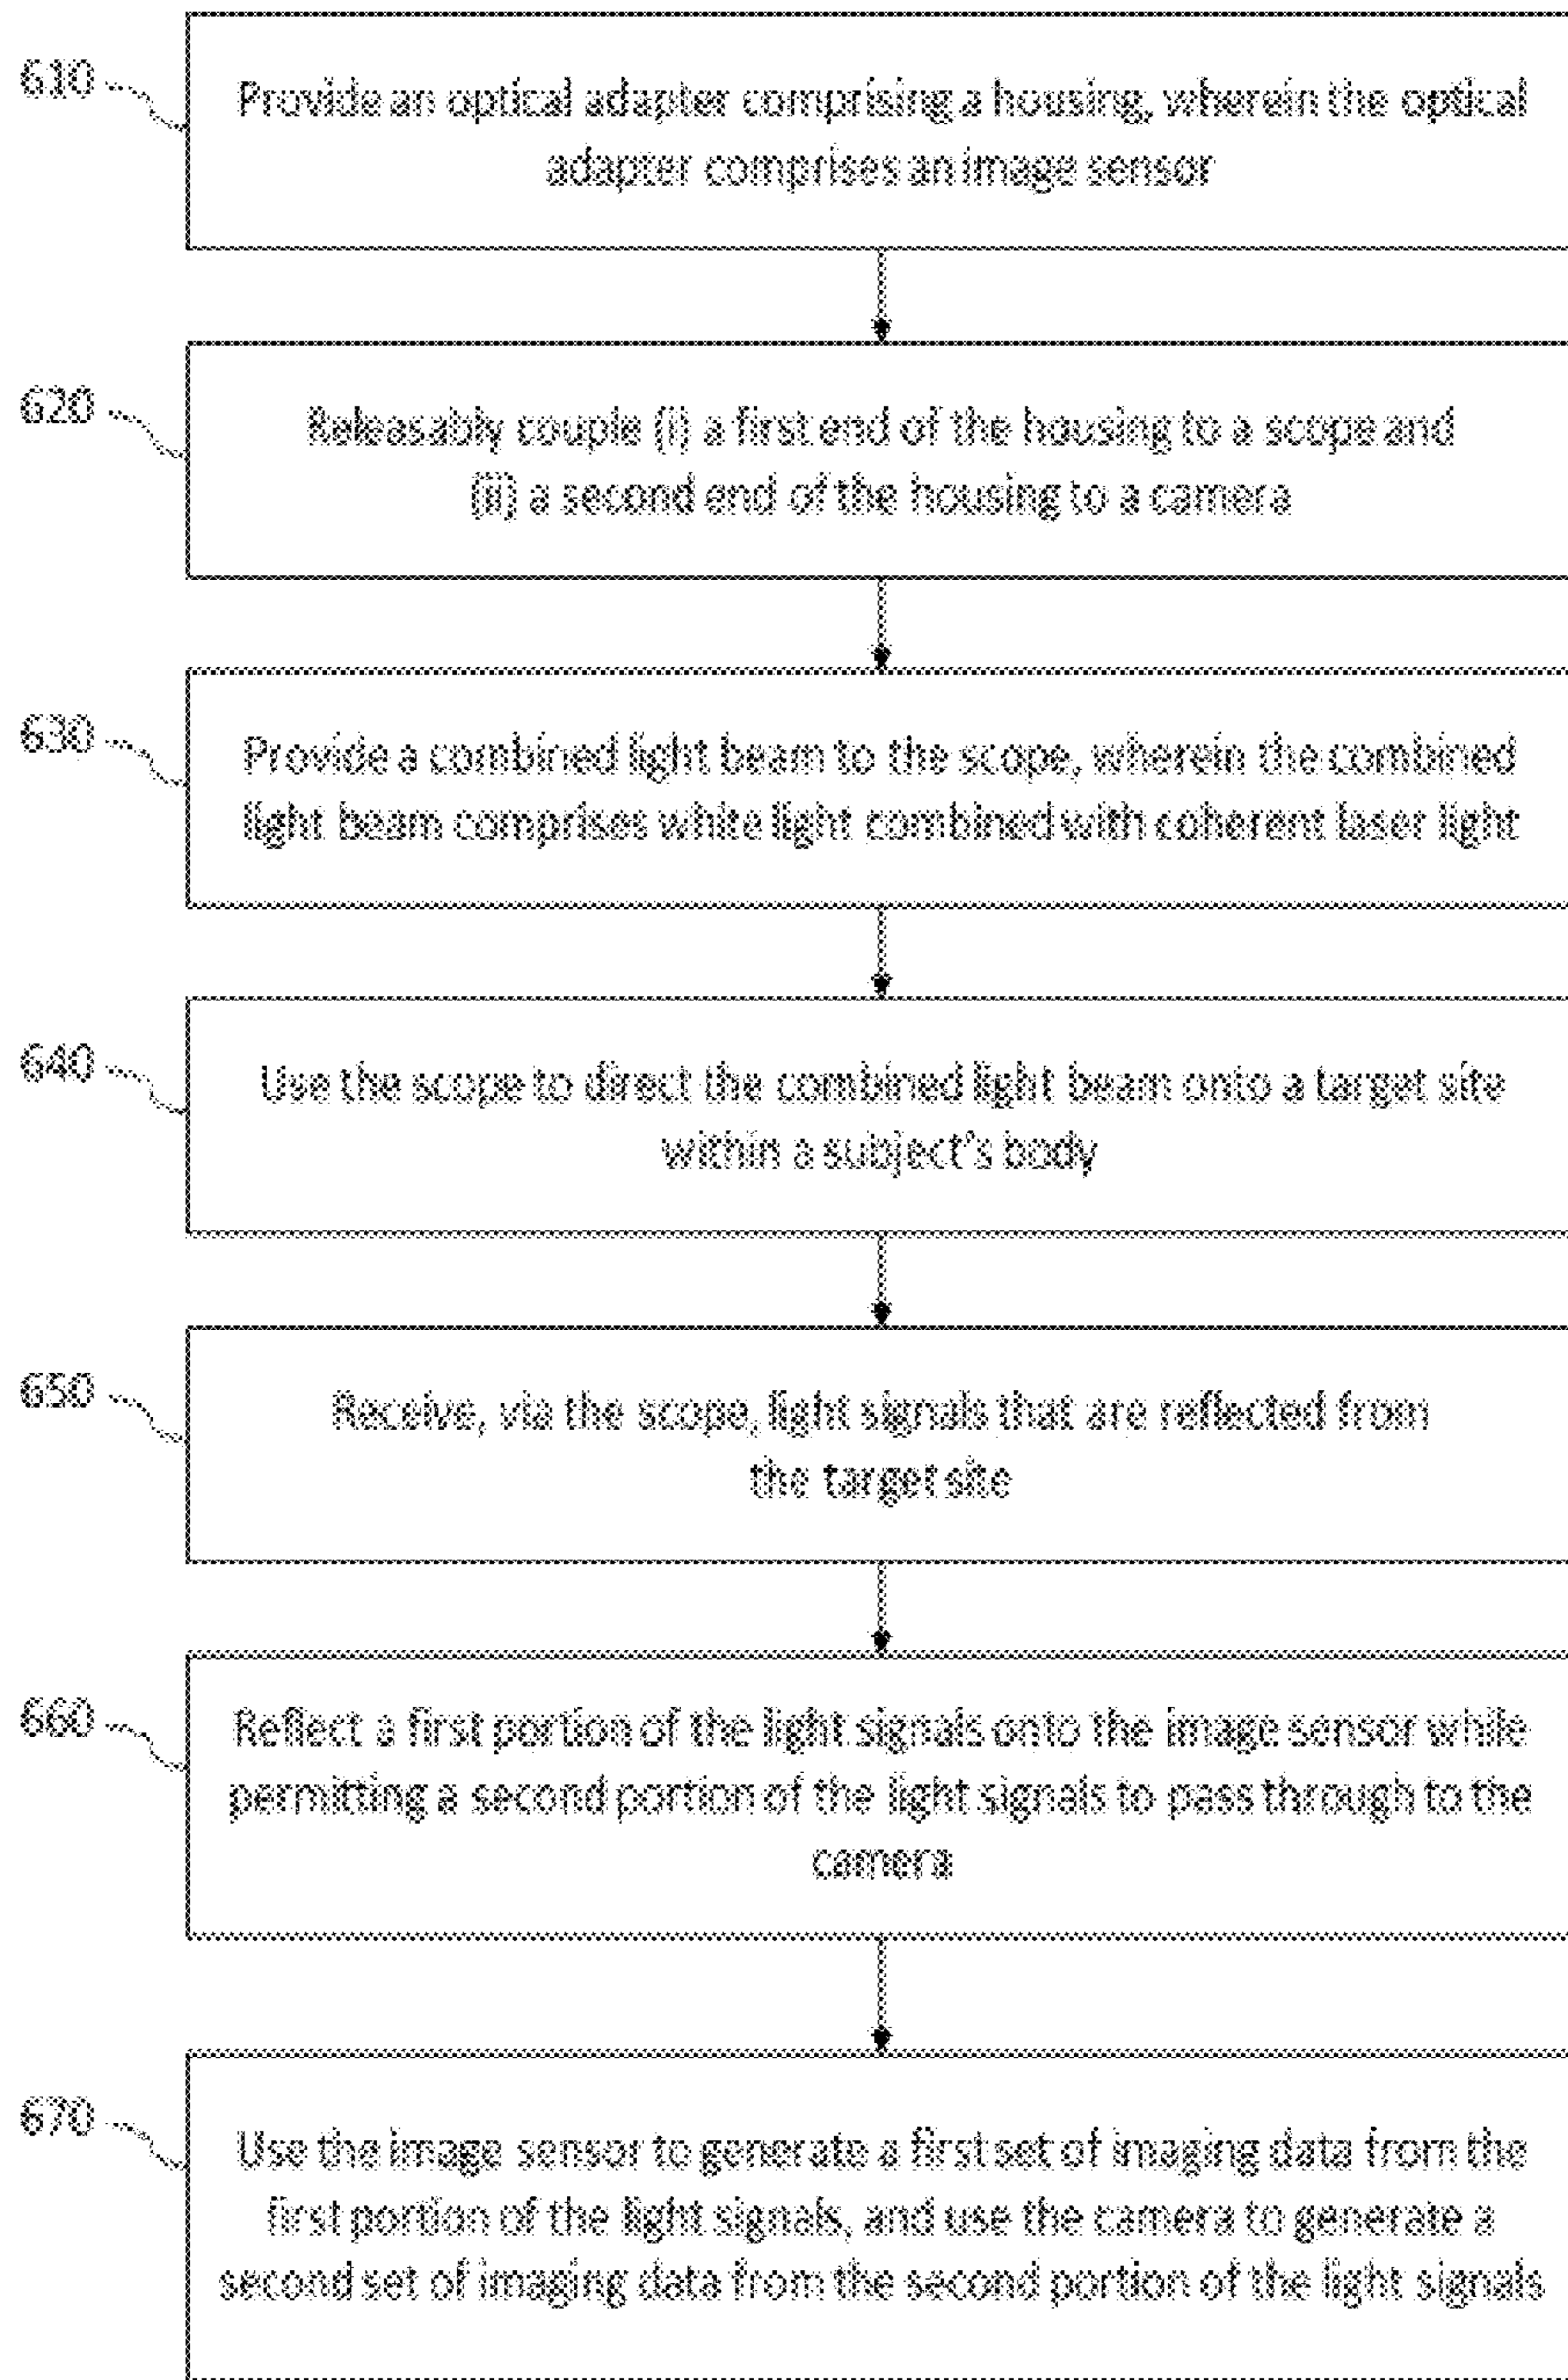 610
Provide an optical adapter comprising a housing, wherein the optical
adapter comprises an image sensor
620
Releasably couple (i) a first end of the housing to a scope and
(ii) a second end of the housing to a camera
630
Provide a combined light beam to the scope, wherein the combined
light beam comprises white light combined with coherent laser light
640
Use the scope to direct the combined light beam onto a target site
within a subject's body
650
Receive, via the scope, light signals that are reflected from
the target site
660
Reflect a first portion of the light signals onto the image sensor while
permitting a second portion of the light signals to pass through to the
camera
670
Use the image sensor to generate a first set of imaging data from the
first portion of the light signals, and use the camera to generate a
second set of imaging data from the second portion of the light signals